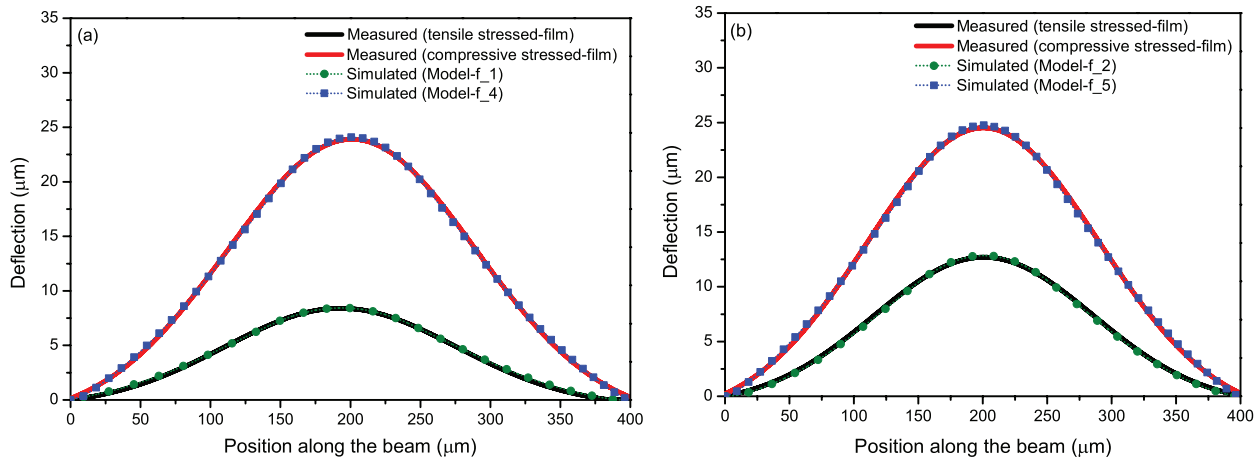 (a)
Measured (tensile stressed-film)
Measured (compressive stressed-film)
Simulated (Model-f_1)
Simulated (Model-f_4)
35
30
25
20
15
10
5
0
Deflection (μm)
0 50 100 150 200 250 300 350 400
Position along the beam (μm)
(b)
Measured (tensile stressed-film)
Measured (compressive stressed-film)
Simulated (Model-f_2)
Simulated (Model-f_5)
35
30
25
20
15
10
5
0
Deflection (μm)
0 50 100 150 200 250 300 350 400
Position along the beam (μm)